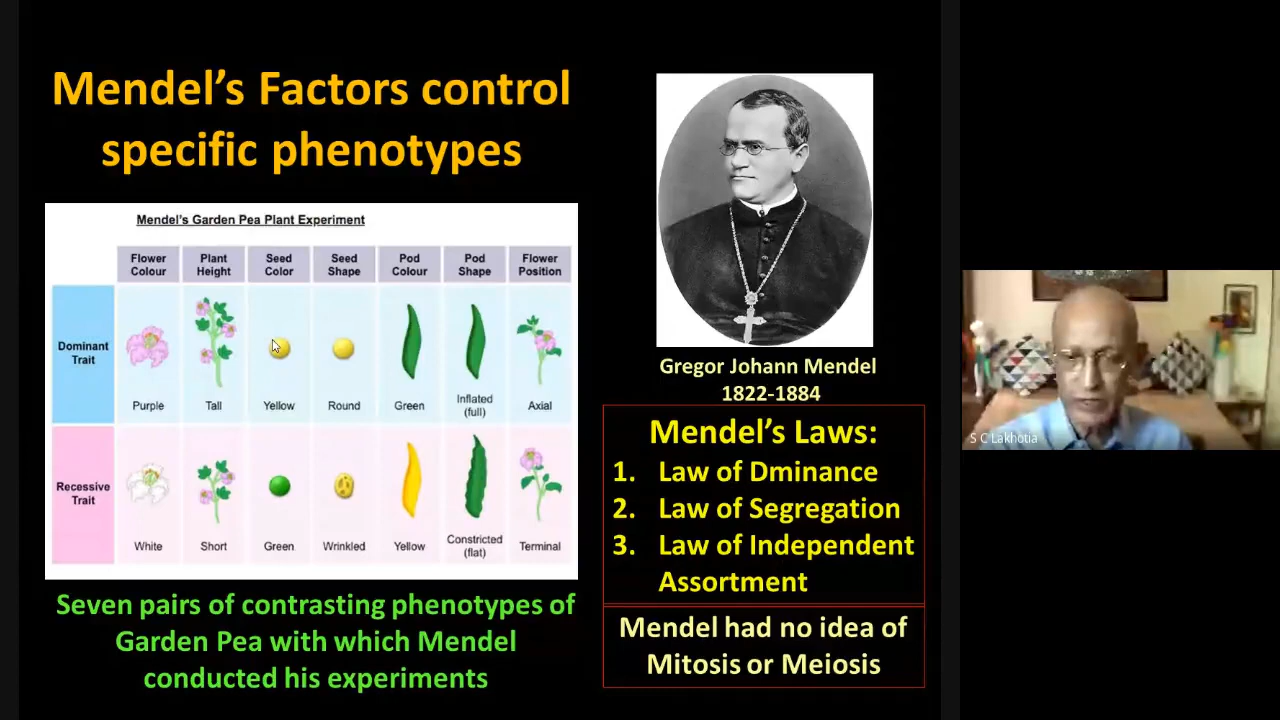 Mendel’s Factors control
specific phenotypes
Mendel's Garden Pea Plant Experiment
Flower Colour
Plant Height
Seed Color
Seed Shape
Pod Colour
Pod Shape
Flower Position
Dominant Trait
Purple
Tall
Yellow
Round
Green
Inflated (full)
Axial
Recessive Trait
White
Short
Green
Wrinkled
Yellow
Constricted (flat)
Terminal
Seven pairs of contrasting phenotypes of
Garden Pea with which Mendel
conducted his experiments
Gregor Johann Mendel
1822-1884
Mendel’s Laws:
1. Law of Dminance
2. Law of Segregation
3. Law of Independent
Assortment
Mendel had no idea of
Mitosis or Meiosis
S C Lakhotia